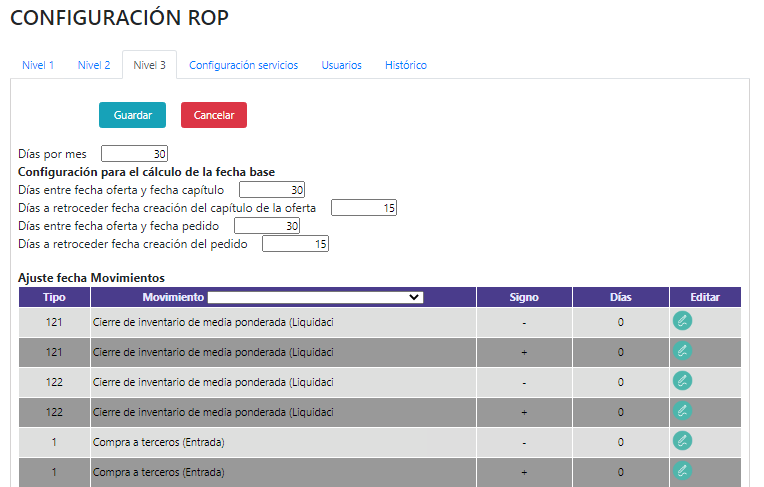 CONFIGURACIÓN ROP
Nivel 1 Nivel 2 Nivel 3 Configuración servicios Usuarios Histórico
Guardar Cancelar
Días por mes 30
Configuración para el cálculo de la fecha base
Días entre fecha oferta y fecha capítulo 30
Días a retroceder fecha creación del capítulo de la oferta 15
Días entre fecha oferta y fecha pedido 30
Días a retroceder fecha creación del pedido 15
Ajuste fecha Movimientos
Tipo Movimiento Signo Días Editar
121 Cierre de inventario de media ponderada (Liquidaci - 0
121 Cierre de inventario de media ponderada (Liquidaci + 0
122 Cierre de inventario de media ponderada (Liquidaci - 0
122 Cierre de inventario de media ponderada (Liquidaci + 0
1 Compra a terceros (Entrada) - 0
1 Compra a terceros (Entrada) + 0